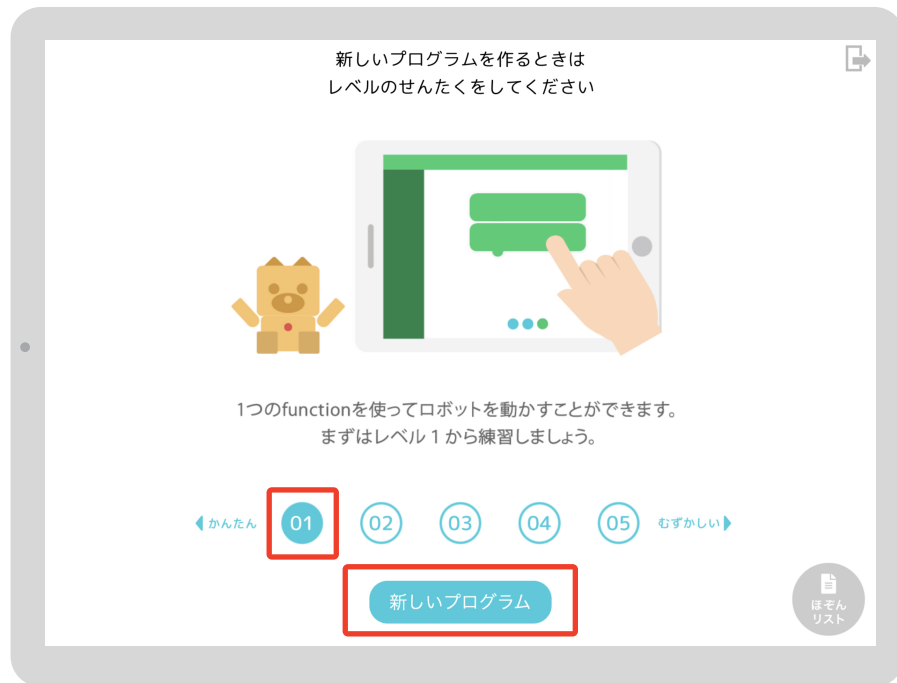 新しいプログラムを作るときは
レベルのせんたくをしてください
1つのfunctionを使ってロボットを動かすことができます。
まずはレベル 1 から練習しましょう。
かんたん 01 02 03 04 05 むずかしい
新しいプログラム
ほぞん
リスト